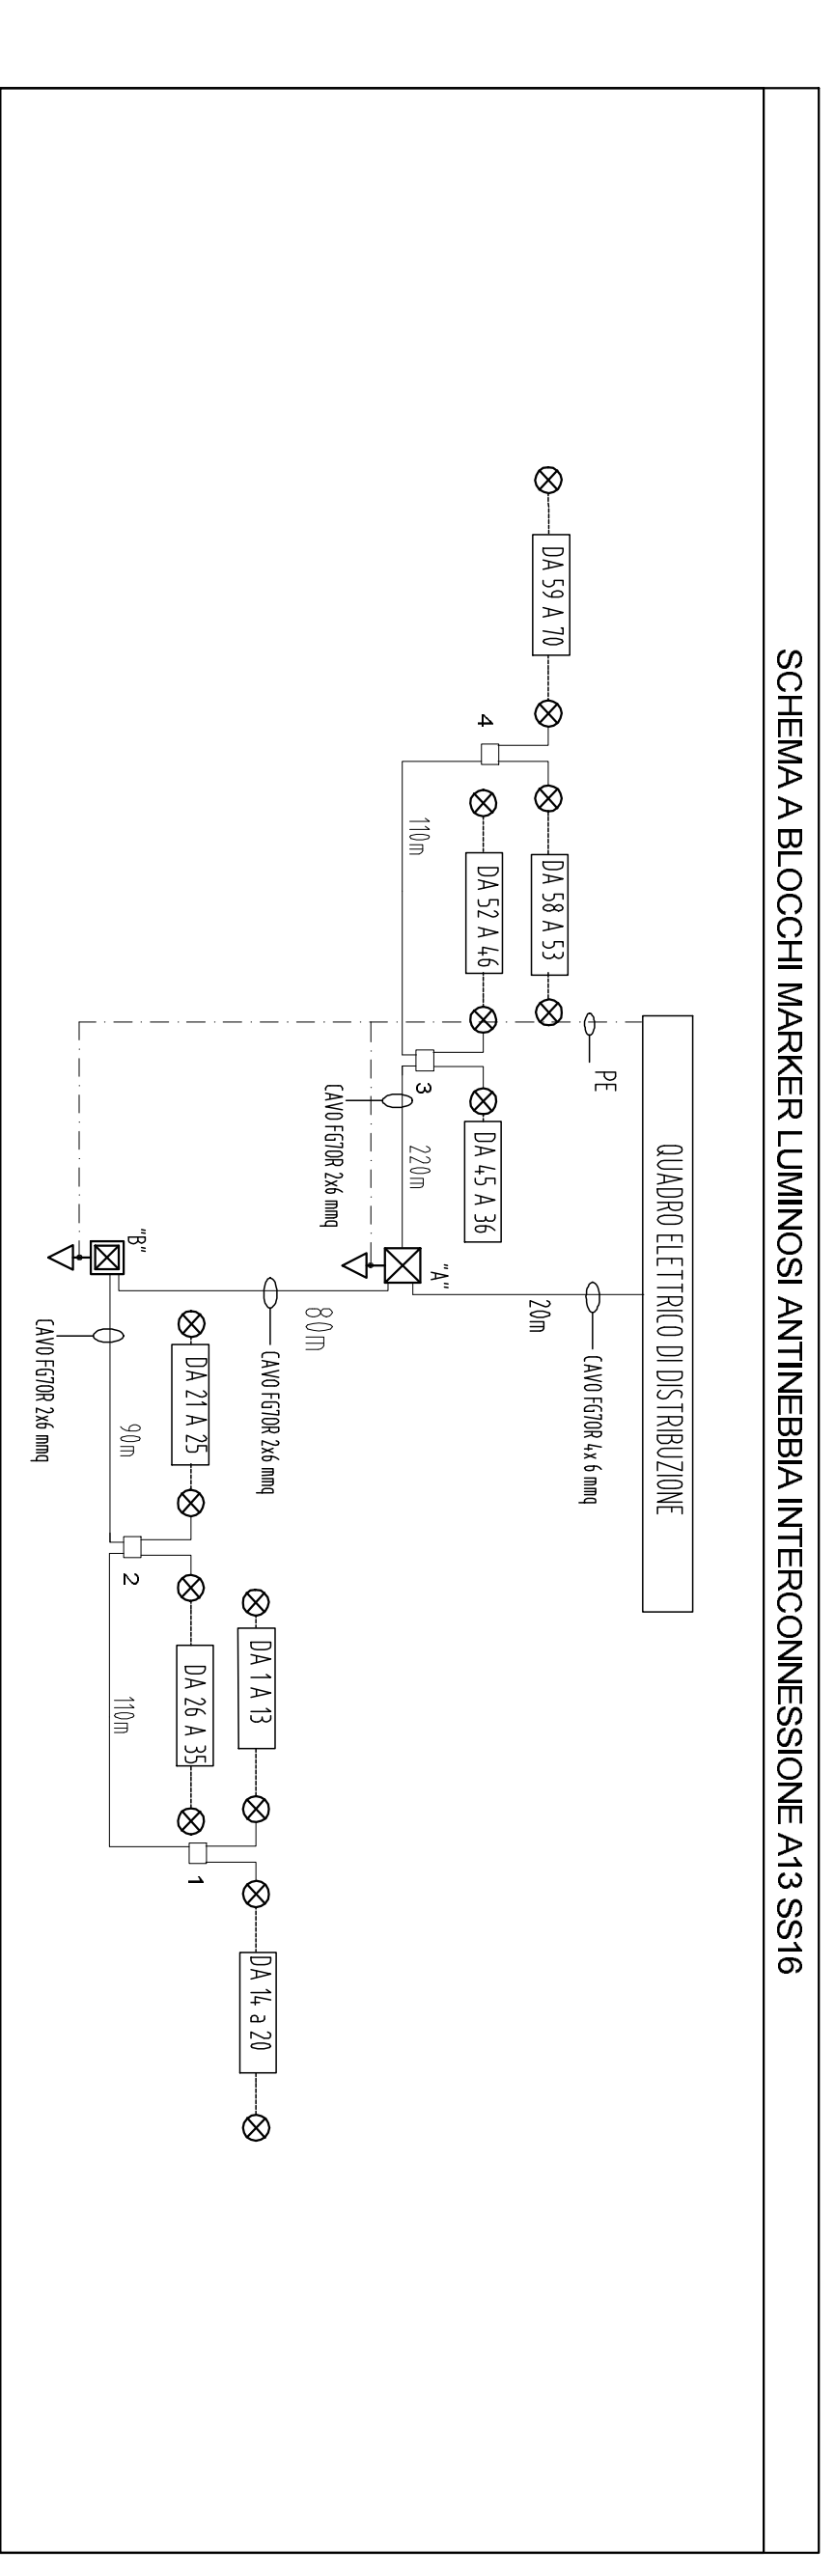 SCHEMA A BLOCCHI MARKER LUMINOSI ANTINEBBIA INTERCONNESSIONE A13 SS16
QUADRO ELETTRICO DI DISTRIBUZIONE
PE
CAVO FG7OR 4x 6 mmq
20m
DA 59 A 70
DA 58 A 53
4
DA 52 A 46
DA 45 A 36
110m
3
220m
"A"
CAVO FG7OR 2x6 mmq
80m
CAVO FG7OR 2x6 mmq
DA 1 A 13
DA 14 a 20
DA 21 A 25
DA 26 A 35
1
"B"
90m
2
110m
CAVO FG7OR 2x6 mmq